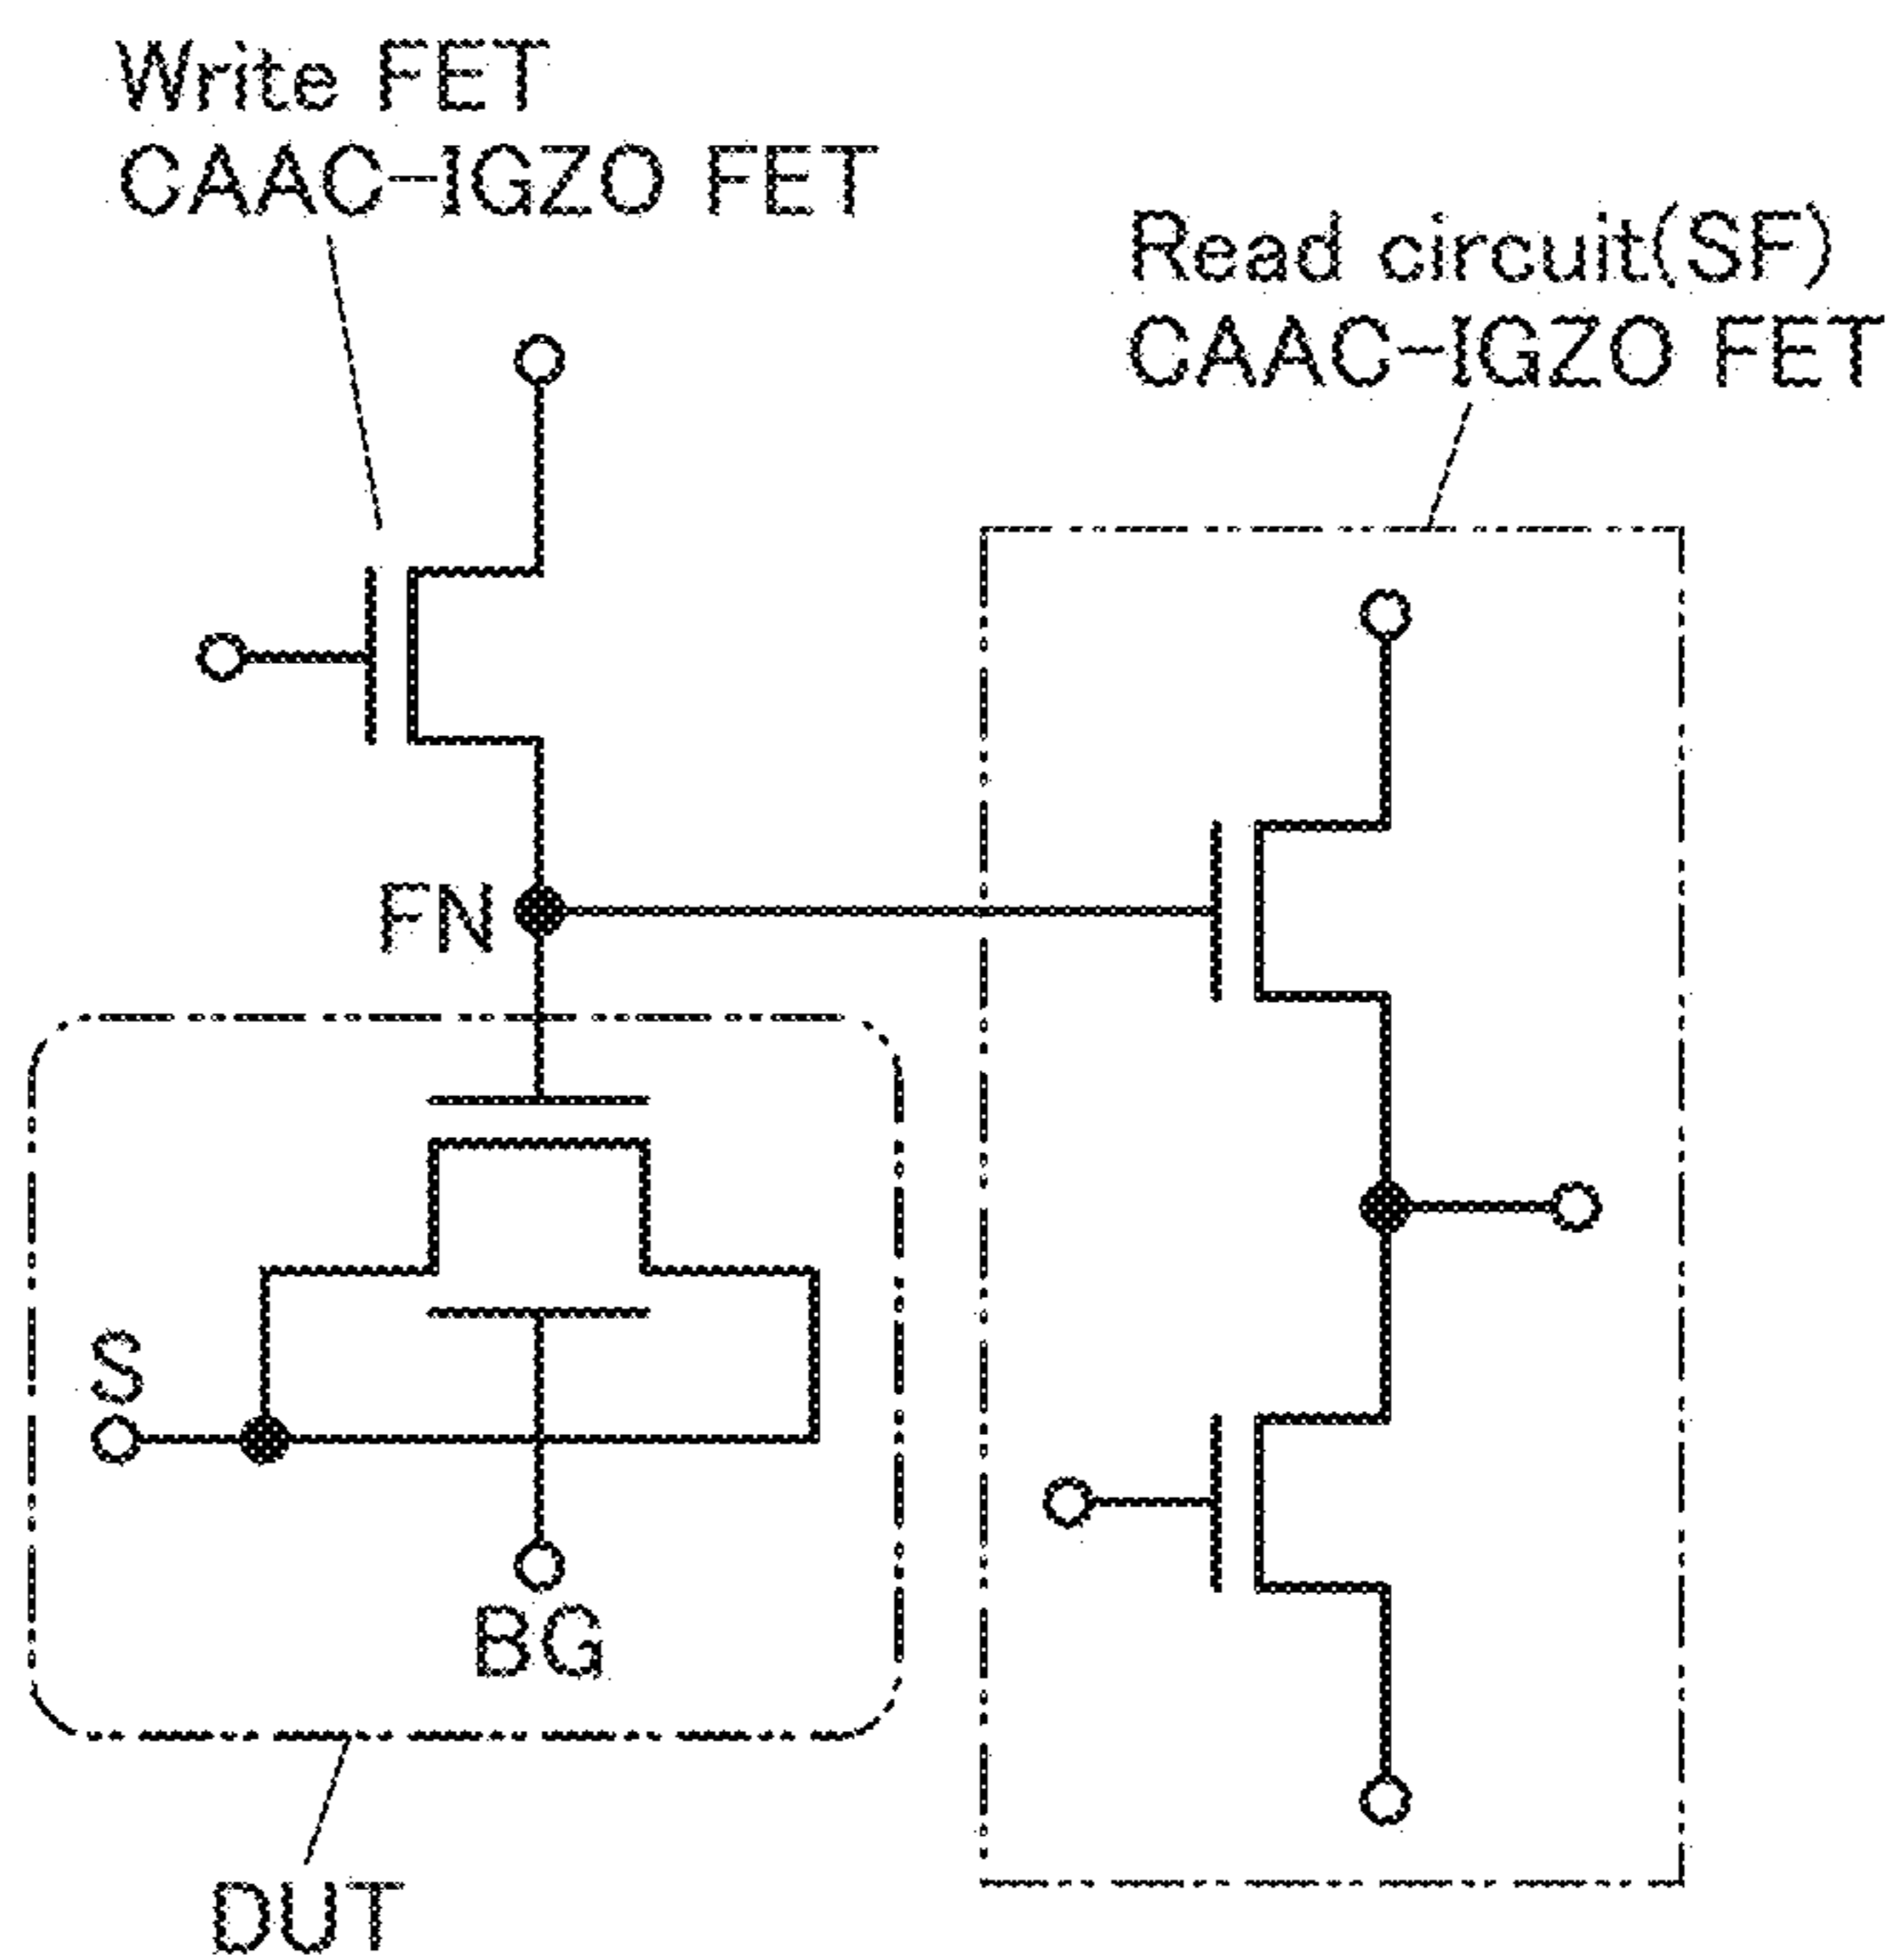 Write FET
CAAC-IGZO FET
Read circuit(SF)
CAAC-IGZO FET
FN
S
BG
DUT